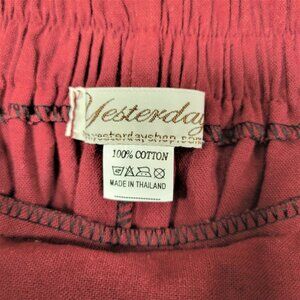 Yesterday
yesterdayshop.com
100% COTTON
MADE IN THAILAND